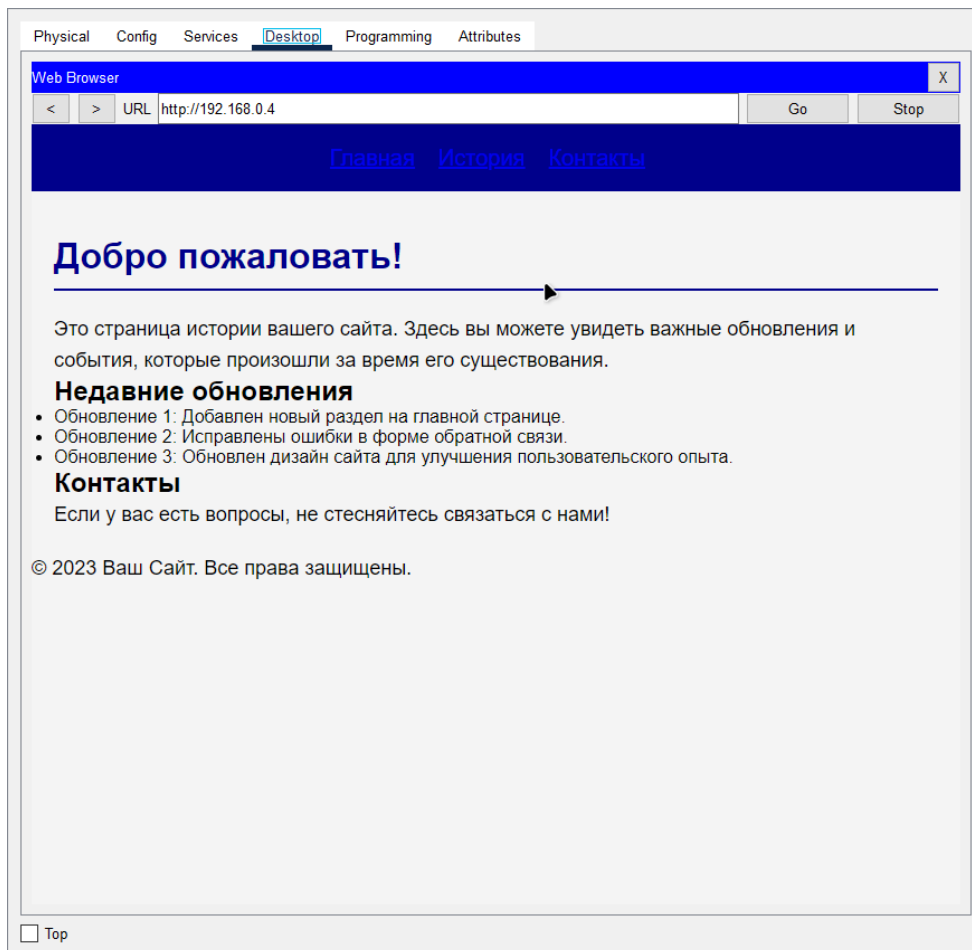 Physical Config Services Desktop Programming Attributes
Web Browser X
< > URL http://192.168.0.4 Go Stop
Главная История Контакты
Добро пожаловать!
Это страница истории вашего сайта. Здесь вы можете увидеть важные обновления и
события, которые произошли за время его существования.
Недавние обновления
• Обновление 1: Добавлен новый раздел на главной странице.
• Обновление 2: Исправлены ошибки в форме обратной связи.
• Обновление 3: Обновлен дизайн сайта для улучшения пользовательского опыта.
Контакты
Если у вас есть вопросы, не стесняйтесь связаться с нами!
© 2023 Ваш Сайт. Все права защищены.
Top